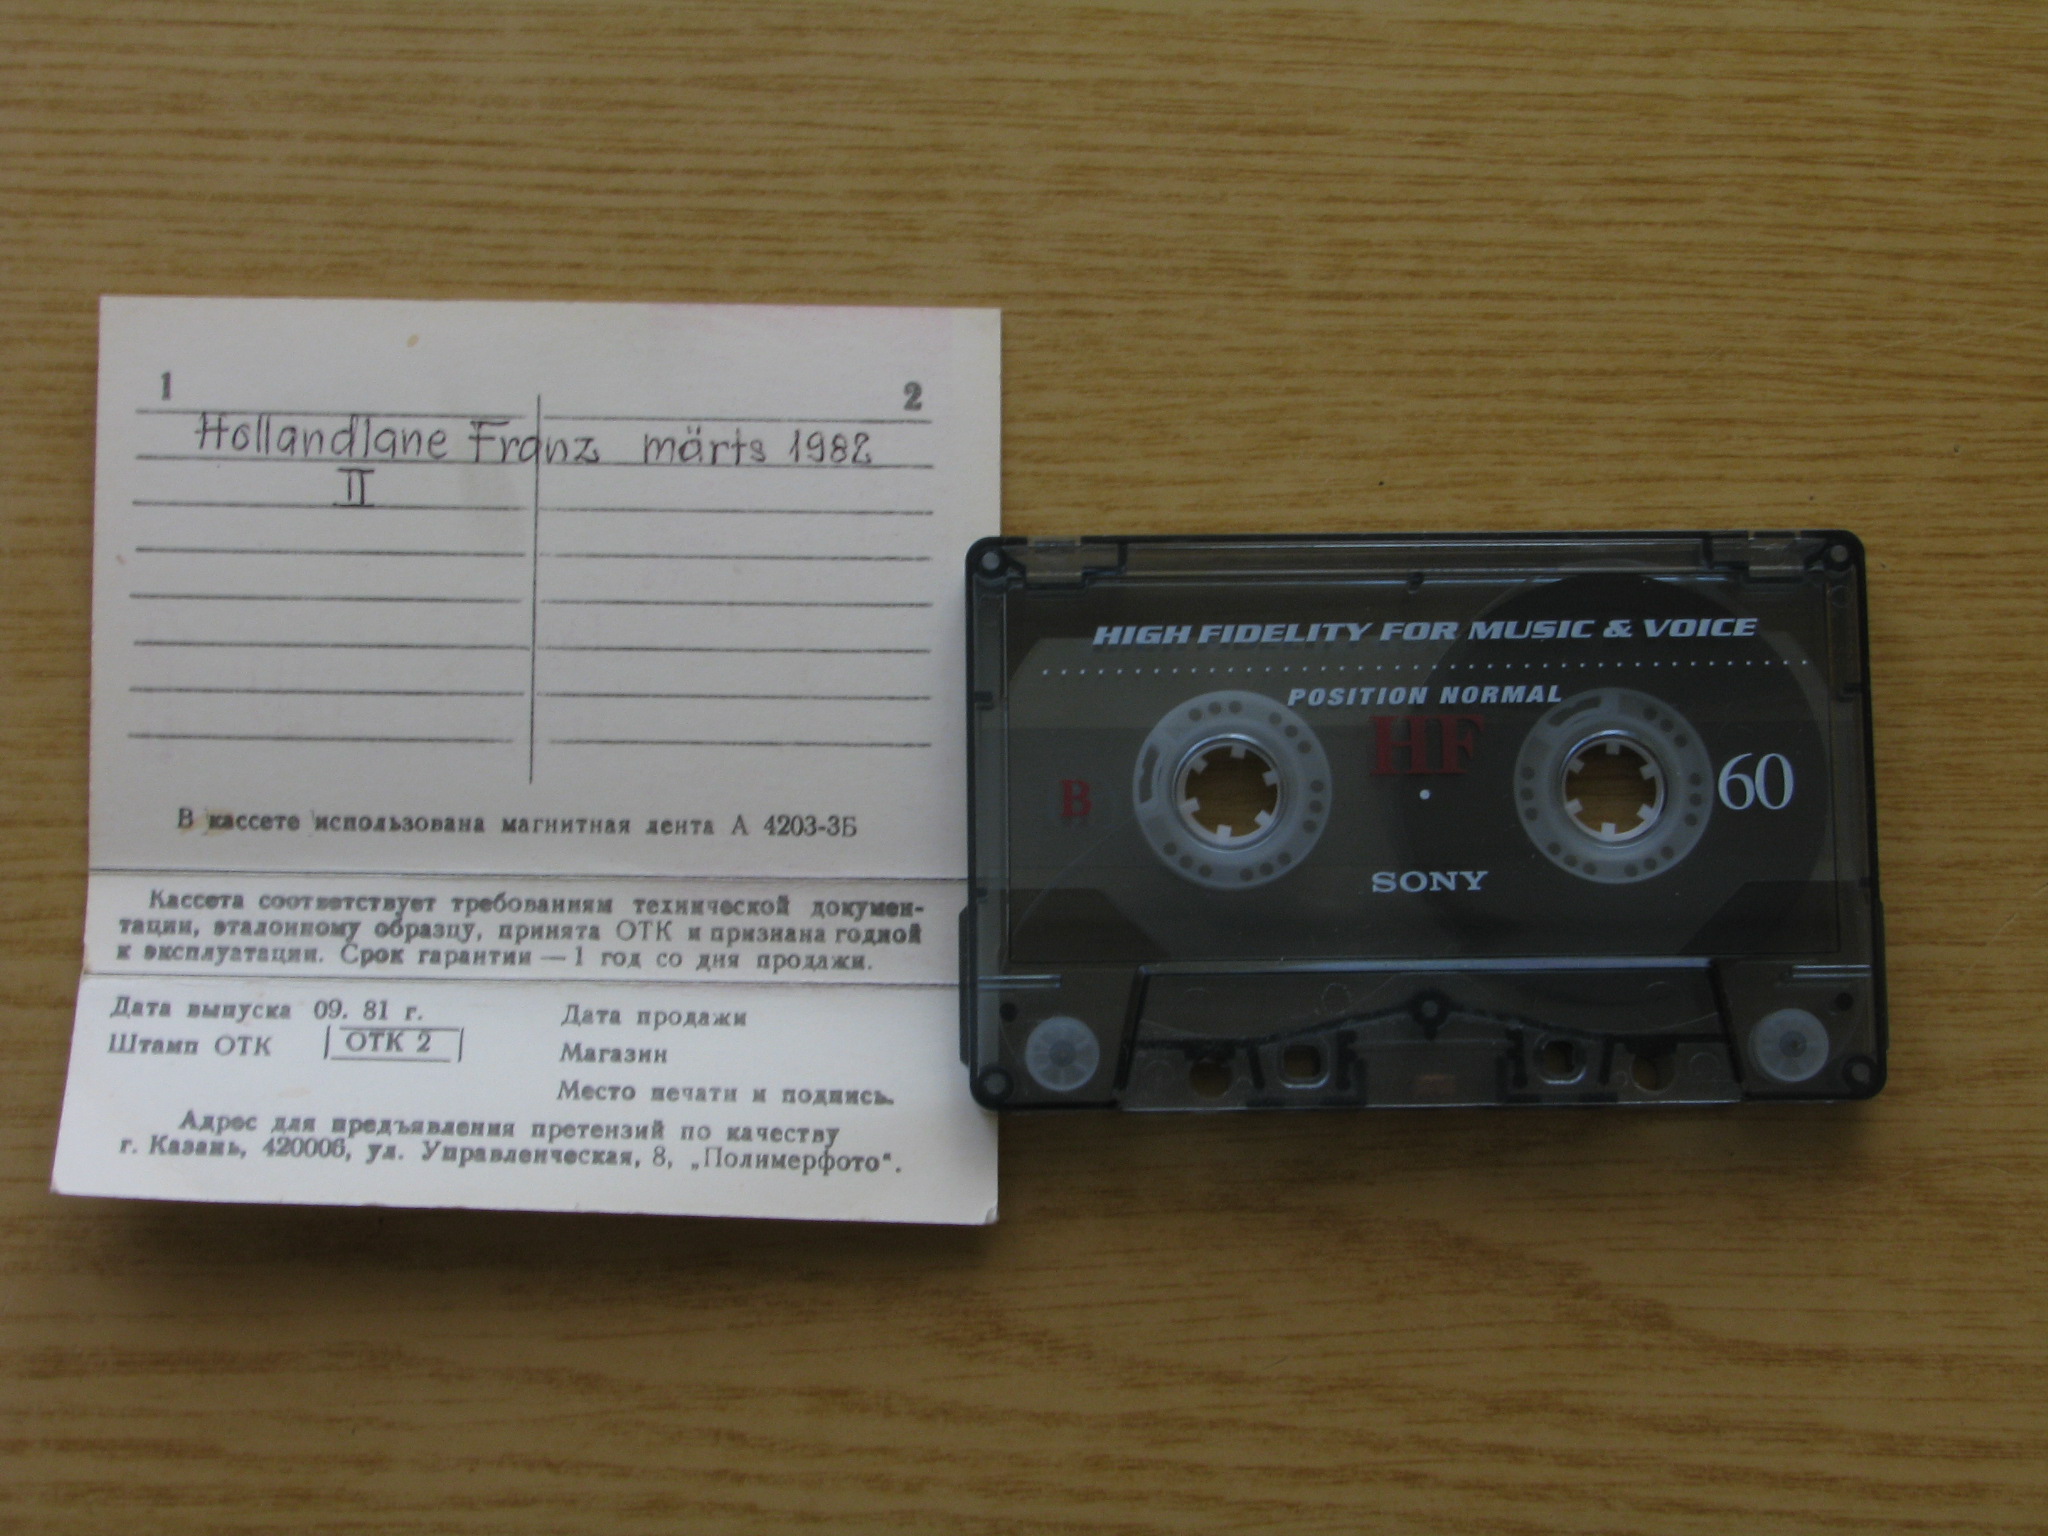 1
2
Hollandlane Franz märts 1982
II
В кассете использована магнитная лента А 4203-3Б
Кассета соответствует требованиям технической докумен-
тации, эталонному образцу, принята ОТК и признана годной
к эксплуатации. Срок гарантии — 1 год со дня продажи.
Дата выпуска 09. 81 г.
Штамп ОТК ОТК 2
Дата продажи
Магазин
Место печати и подпись.
Адрес для предъявления претензий по качеству
г. Казань, 420006, ул. Управленческая, 8, „Полимерфото“.
HIGH FIDELITY FOR MUSIC & VOICE
POSITION NORMAL
HF
B
60
SONY